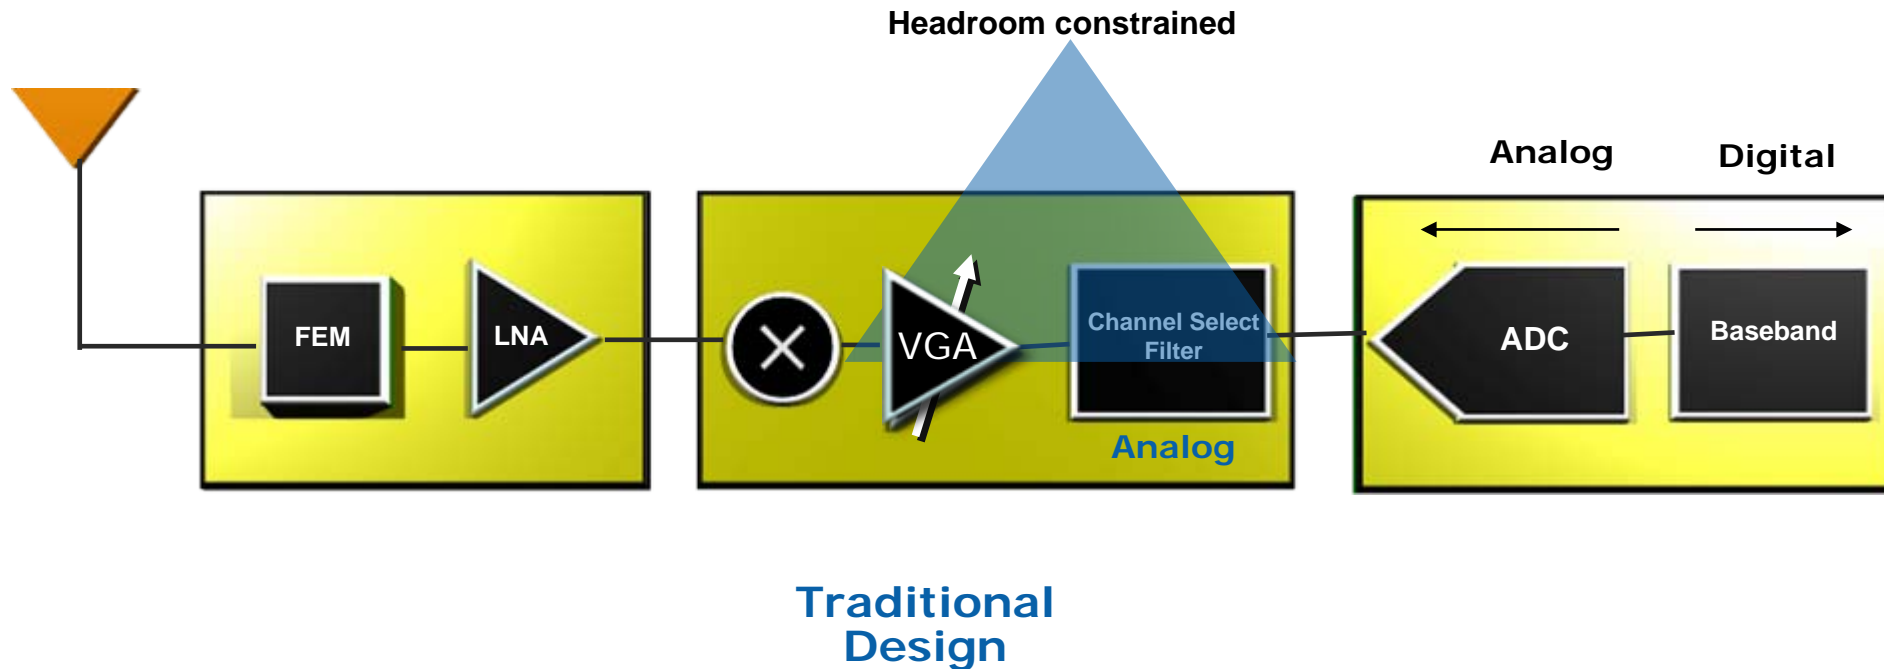 Headroom constrained
Analog
Digital
FEM
LNA
VGA
Channel Select
Filter
ADC
Baseband
Analog
Traditional
Design